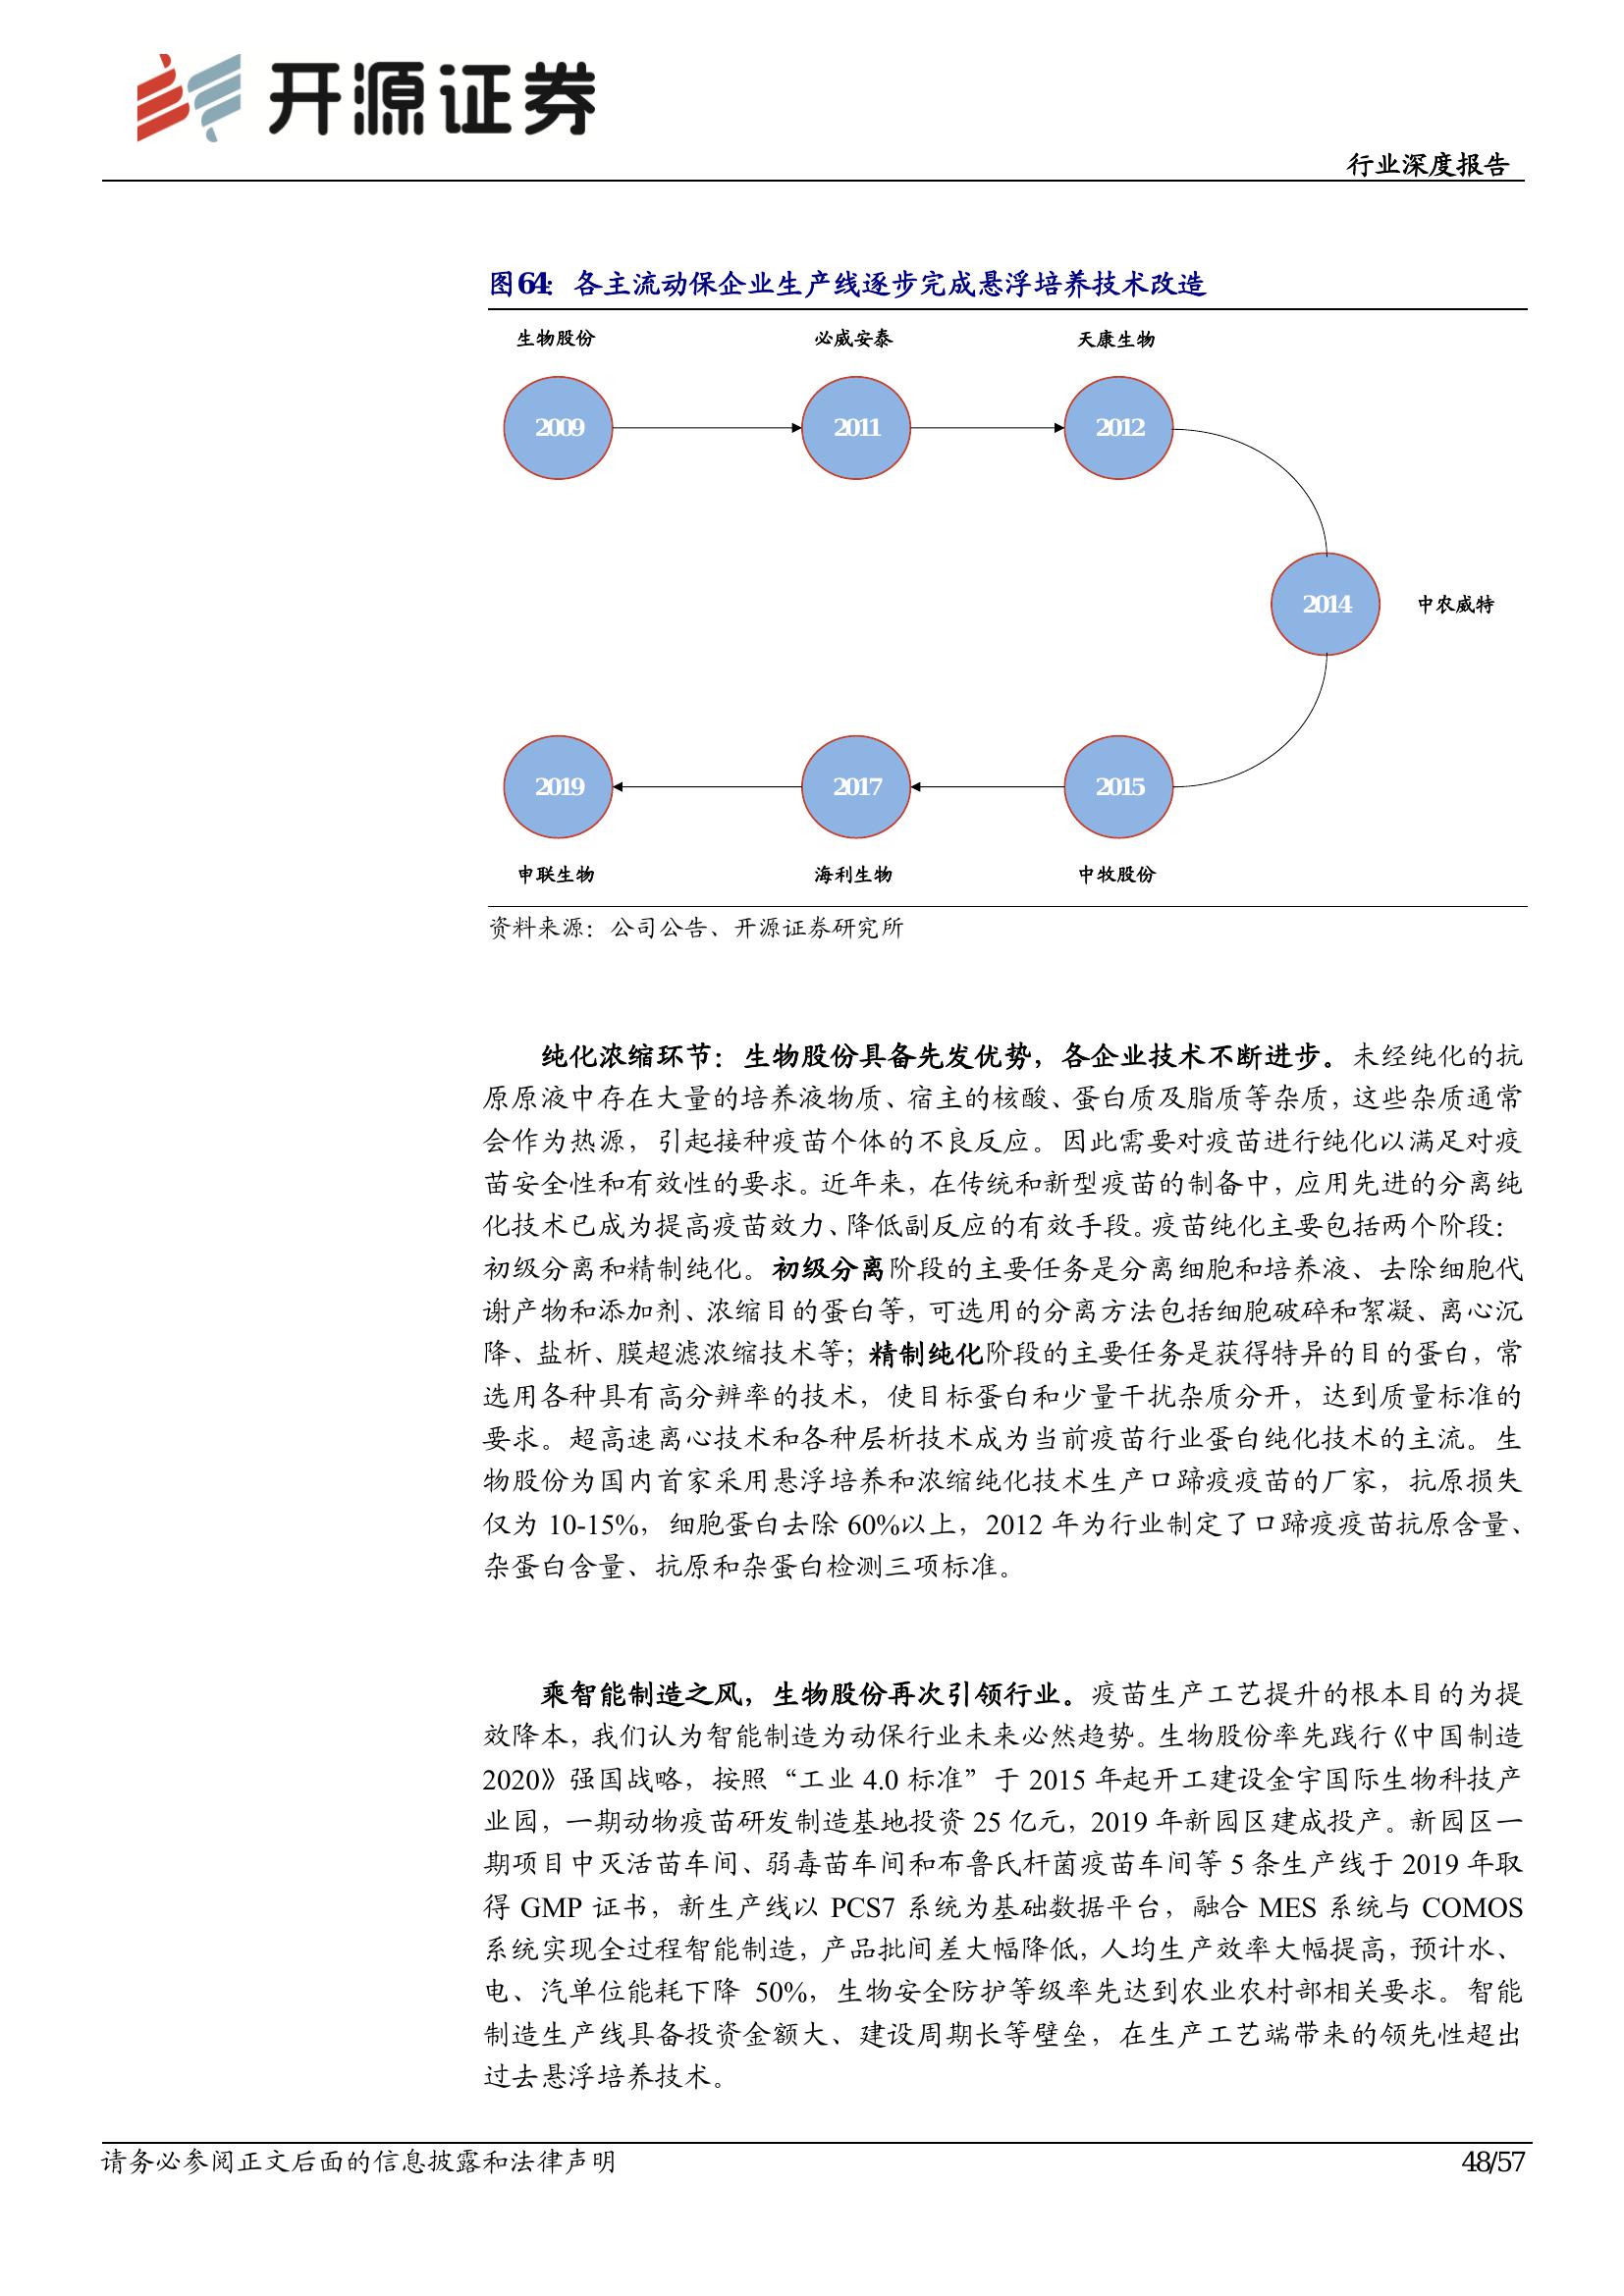 开源证券
行业深度报告
图64：各主流动保企业生产线逐步完成悬浮培养技术改造
生物股份 必威安泰 天康生物
2009 2011 2012
2014 中农威特
2019 2017 2015
申联生物 海利生物 中牧股份
资料来源：公司公告、开源证券研究所
纯化浓缩环节：生物股份具备先发优势，各企业技术不断进步。未经纯化的抗
原原液中存在大量的培养液物质、宿主的核酸、蛋白质及脂质等杂质，这些杂质通常
会作为热源，引起接种疫苗个体的不良反应。因此需要对疫苗进行纯化以满足对疫
苗安全性和有效性的要求。近年来，在传统和新型疫苗的制备中，应用先进的分离纯
化技术已成为提高疫苗效力、降低副反应的有效手段。疫苗纯化主要包括两个阶段：
初级分离和精制纯化。初级分离阶段的主要任务是分离细胞和培养液、去除细胞代
谢产物和添加剂、浓缩目的蛋白等，可选用的分离方法包括细胞破碎和絮凝、离心沉
降、盐析、膜超滤浓缩技术等；精制纯化阶段的主要任务是获得特异的目的蛋白，常
选用各种具有高分辨率的技术，使目标蛋白和少量干扰杂质分开，达到质量标准的
要求。超高速离心技术和各种层析技术成为当前疫苗行业蛋白纯化技术的主流。生
物股份为国内首家采用悬浮培养和浓缩纯化技术生产口蹄疫疫苗的厂家，抗原损失
仅为 10-15%，细胞蛋白去除 60%以上，2012 年为行业制定了口蹄疫疫苗抗原含量、
杂蛋白含量、抗原和杂蛋白检测三项标准。
乘智能制造之风，生物股份再次引领行业。疫苗生产工艺提升的根本目的为提
效降本，我们认为智能制造为动保行业未来必然趋势。生物股份率先践行《中国制造
2020》强国战略，按照“工业 4.0 标准”于 2015 年起开工建设金宇国际生物科技产
业园，一期动物疫苗研发制造基地投资 25 亿元，2019 年新园区建成投产。新园区一
期项目中灭活苗车间、弱毒苗车间和布鲁氏杆菌疫苗车间等 5 条生产线于 2019 年取
得 GMP 证书，新生产线以 PCS7 系统为基础数据平台，融合 MES 系统与 COMOS
系统实现全过程智能制造，产品批间差大幅降低，人均生产效率大幅提高，预计水、
电、汽单位能耗下降 50%，生物安全防护等级率先达到农业农村部相关要求。智能
制造生产线具备投资金额大、建设周期长等壁垒，在生产工艺端带来的领先性超出
过去悬浮培养技术。
请务必参阅正文后面的信息披露和法律声明 48/57